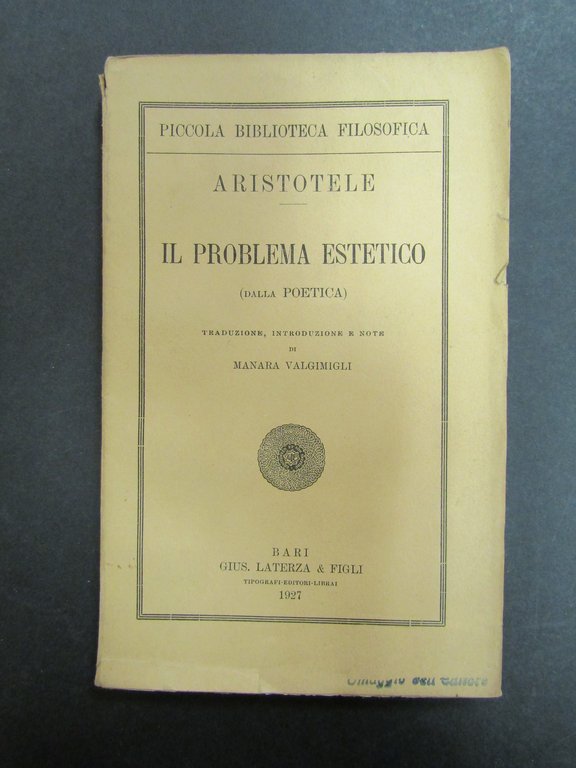 PICCOLA BIBLIOTECA FILOSOFICA
ARISTOTELE
IL PROBLEMA ESTETICO
(DALLA POETICA)
TRADUZIONE, INTRODUZIONE E NOTE
DI
MANARA VALGIMIGLI
BARI
GIUS. LATERZA & FIGLI
TIPOGRAFI-EDITORI-LIBRAI
1927